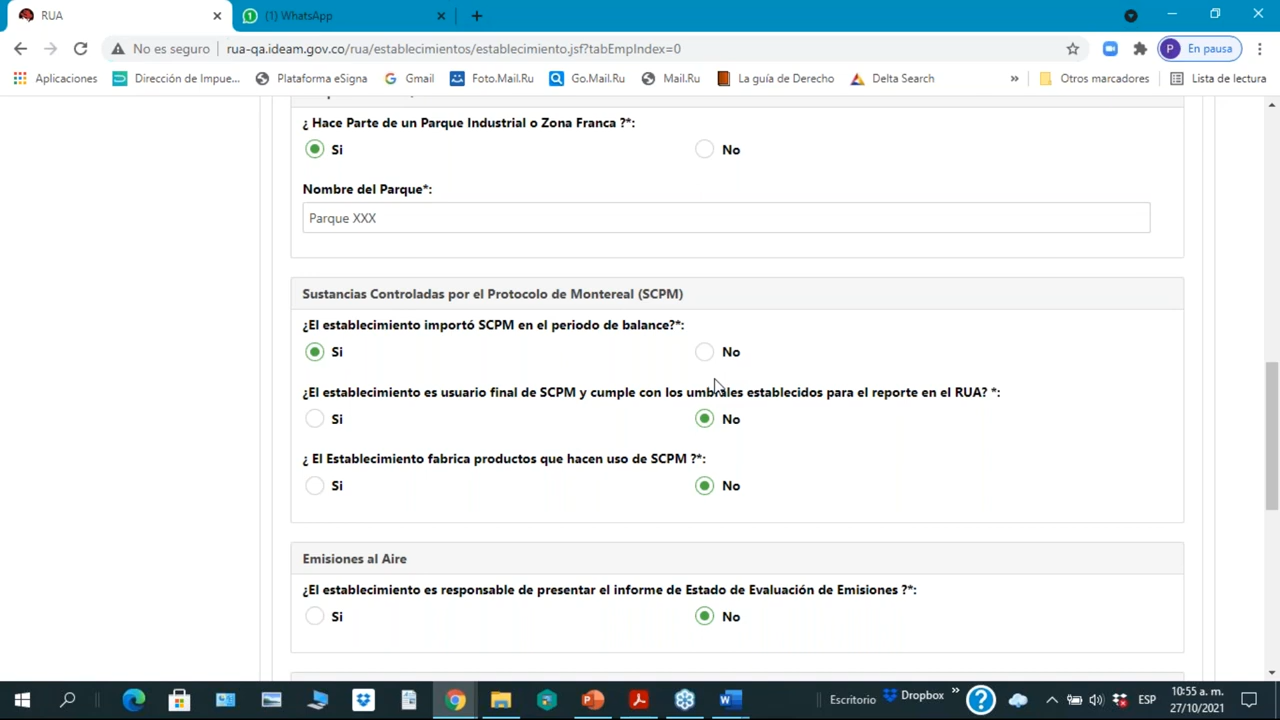 RUA
(1) WhatsApp
No es seguro
rua-qa.ideam.gov.co/rua/establecimientos/establecimiento.jsf?tabEmpIndex=0
P En pausa
Aplicaciones
Dirección de Impue...
Plataforma eSigna
Gmail
Foto.Mail.Ru
Go.Mail.Ru
Mail.Ru
La guía de Derecho
Delta Search
»
Otros marcadores
Lista de lectura
¿ Hace Parte de un Parque Industrial o Zona Franca ?*:
Si
No
Nombre del Parque*:
Parque XXX
Sustancias Controladas por el Protocolo de Montereal (SCPM)
¿El establecimiento importó SCPM en el periodo de balance?*:
Si
No
¿El establecimiento es usuario final de SCPM y cumple con los umbrales establecidos para el reporte en el RUA? *:
Si
No
¿ El Establecimiento fabrica productos que hacen uso de SCPM ?*:
Si
No
Emisiones al Aire
¿El establecimiento es responsable de presentar el informe de Estado de Evaluación de Emisiones ?*:
Si
No
Escritorio
Dropbox
»
ESP
10:55 a. m.
27/10/2021